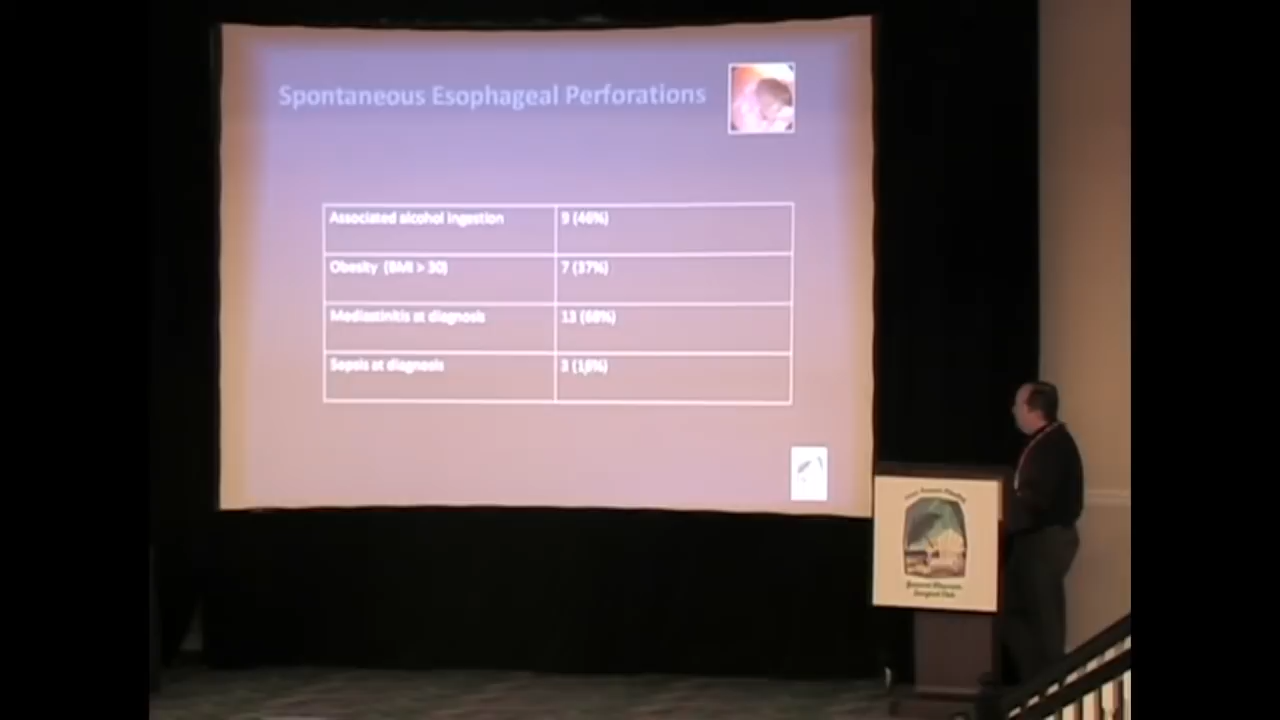 Spontaneous Esophageal Perforations
Associated alcohol ingestion 9 (46%)
Obesity (BMI > 30) 7 (37%)
Mediastinitis at diagnosis 13 (68%)
Sepsis at diagnosis 3 (16%)